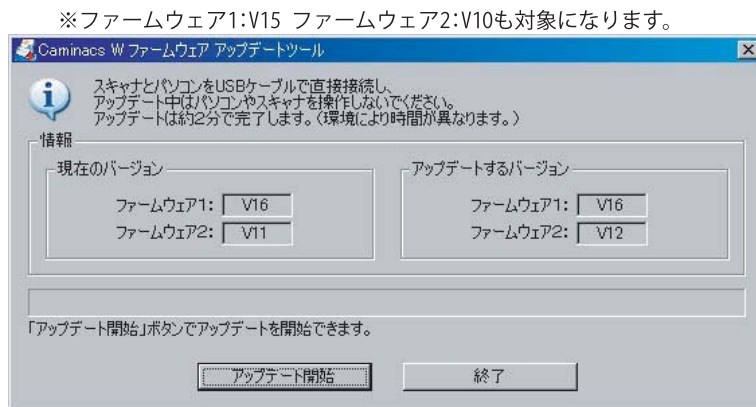 ※ファームウェア1:V15 ファームウェア2:V10も対象になります。
Caminacs W ファームウェア アップデートツール
スキャナとパソコンをUSBケーブルで直接接続し、
アップデート中はパソコンやスキャナを操作しないでください。
アップデートは約2分で完了します。(環境により時間が異なります。)
情報
現在のバージョン
ファームウェア1: V16
ファームウェア2: V11
アップデートするバージョン
ファームウェア1: V16
ファームウェア2: V12
「アップデート開始」ボタンでアップデートを開始できます。
アップデート開始
終了